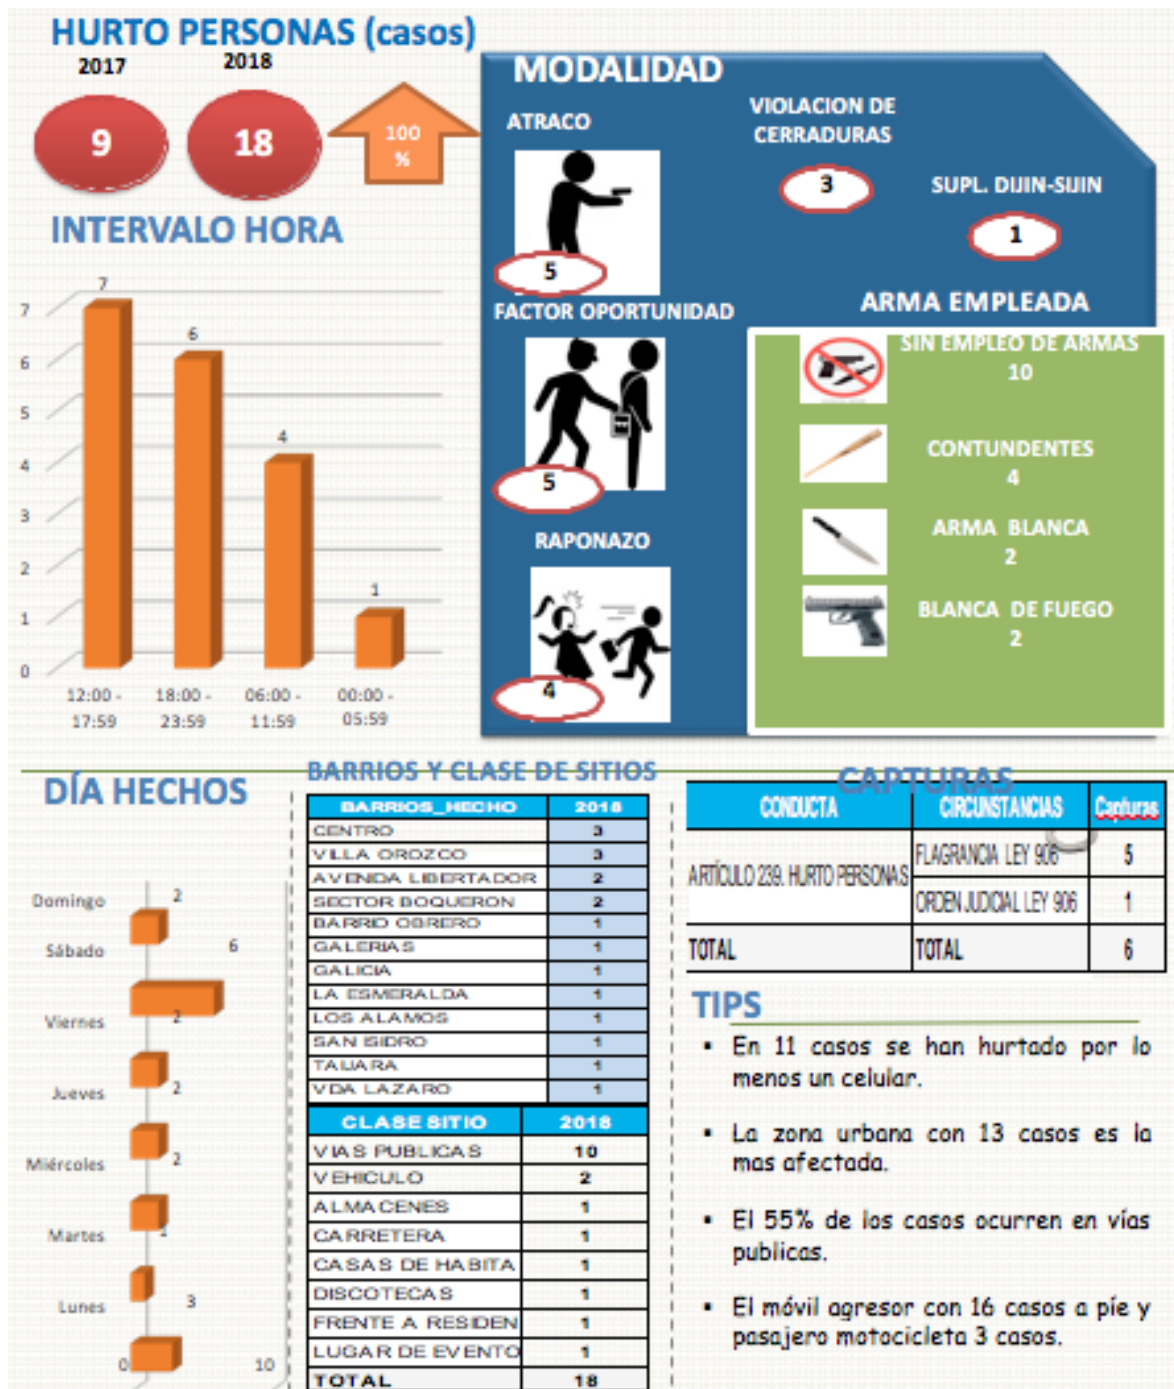 HURTO PERSONAS (casos)
2017
2018
9
18
100
%
INTERVALO HORA
7
6
5
4
3
2
1
0
7
6
4
1
12:00 -
17:59
18:00 -
23:59
06:00 -
11:59
00:00 -
05:59
MODALIDAD
ATRACO
5
FACTOR OPORTUNIDAD
5
RAPONAZO
4
VIOLACION DE
CERRADURAS
3
SUPL. DIJIN-SIJIN
1
ARMA EMPLEADA
SIN EMPLEO DE ARMAS
10
CONTUNDENTES
4
ARMA BLANCA
2
BLANCA DE FUEGO
2
DÍA HECHOS
Domingo 2
Sábado 6
Viernes 2
Jueves 2
Miércoles 2
Martes 1
Lunes 3
0 10
BARRIOS Y CLASE DE SITIOS
BARRIOS_HECHO 2018
CENTRO 3
VILLA OROZCO 3
AVENIDA LIBERTADOR 2
SECTOR BOQUERON 2
BARRIO OBRERO 1
GALERIAS 1
GALICIA 1
LA ESMERALDA 1
LOS ALAMOS 1
SAN ISIDRO 1
TAIJARA 1
VDA LAZARO 1
CLASE SITIO 2018
VIAS PUBLICAS 10
VEHICULO 2
ALMACENES 1
CARRETERA 1
CASAS DE HABITA 1
DISCOTECAS 1
FRENTE A RESIDEN 1
LUGAR DE EVENTO 1
TOTAL 18
CAPTURAS
CONDUCTA CIRCUNSTANCIAS Capturas
ARTÍCULO 239. HURTO PERSONAS
FLAGRANCIA LEY 906 5
ORDEN JUDICIAL LEY 906 1
TOTAL TOTAL 6
TIPS
▪ En 11 casos se han hurtado por lo
menos un celular.
▪ La zona urbana con 13 casos es la
mas afectada.
▪ El 55% de los casos ocurren en vías
publicas.
▪ El móvil agresor con 16 casos a píe y
pasajero motocicleta 3 casos.